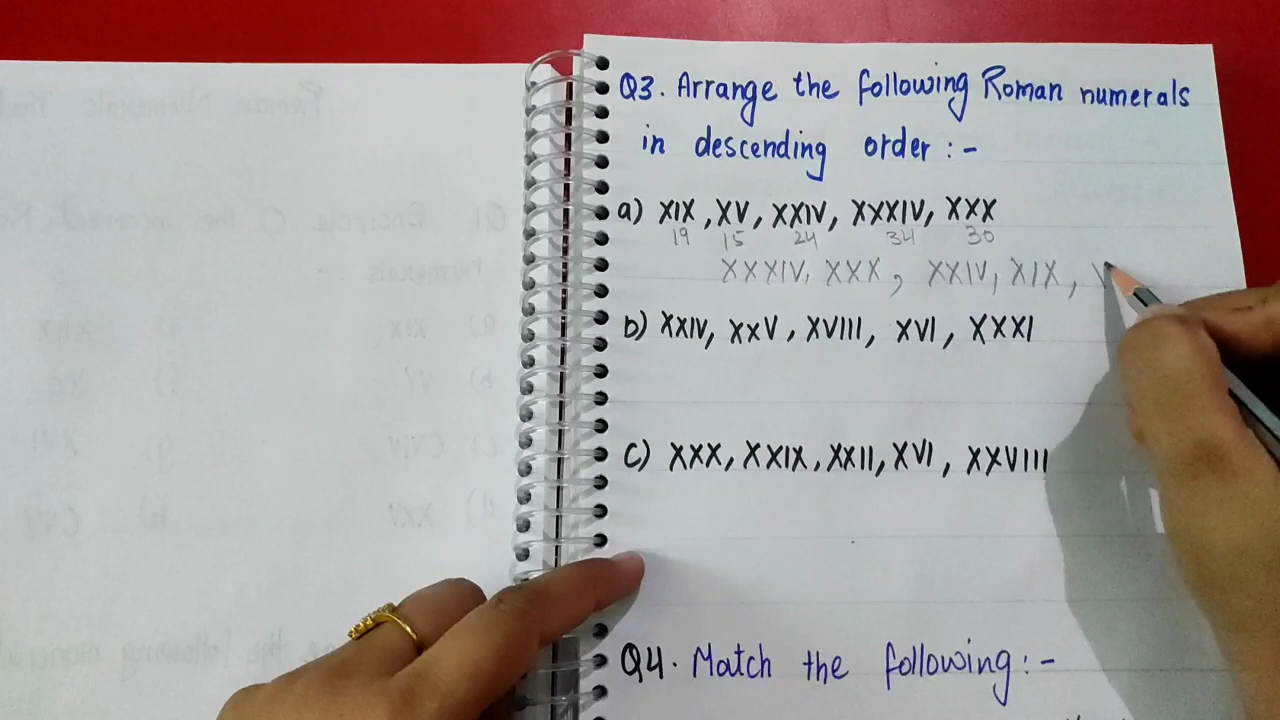 Q3. Arrange the following Roman numerals
in descending order :-
a) XIX, XV, XXIV, XXXIV, XXX
19 15 24 34 30
XXXIV, XXX, XXIV, XIX,
b) XXIV, XXV, XVIII, XVI, XXXI
c) XXX, XXIX, XXII, XVI, XXVIII
Q4. Match the following :-